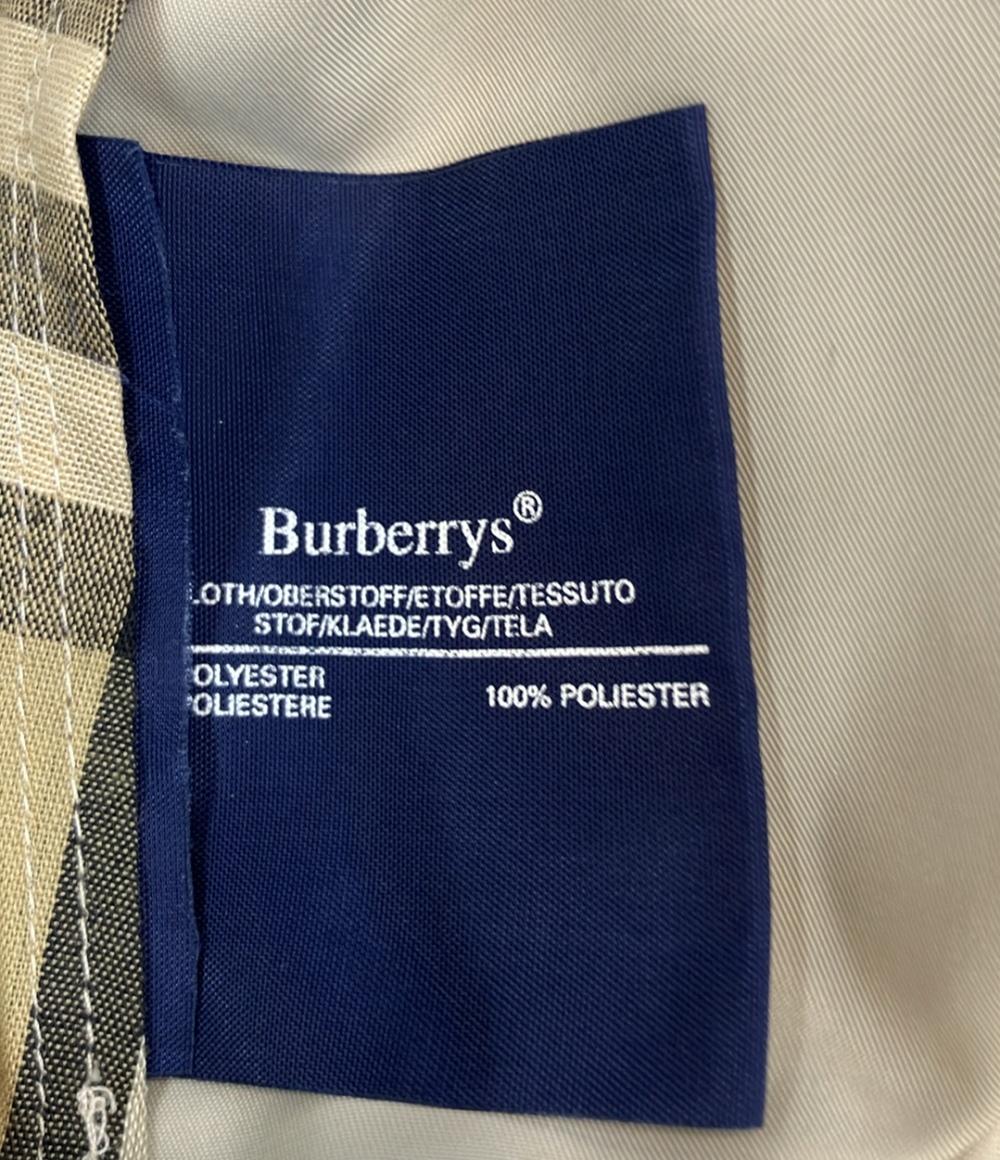 Burberrys®
LOTH/OBERSTOFF/ETOFFE/TESSUTO
STOF/KLAEDE/TYG/TELA
OLYESTER
OLIESTERE 100% POLIESTER